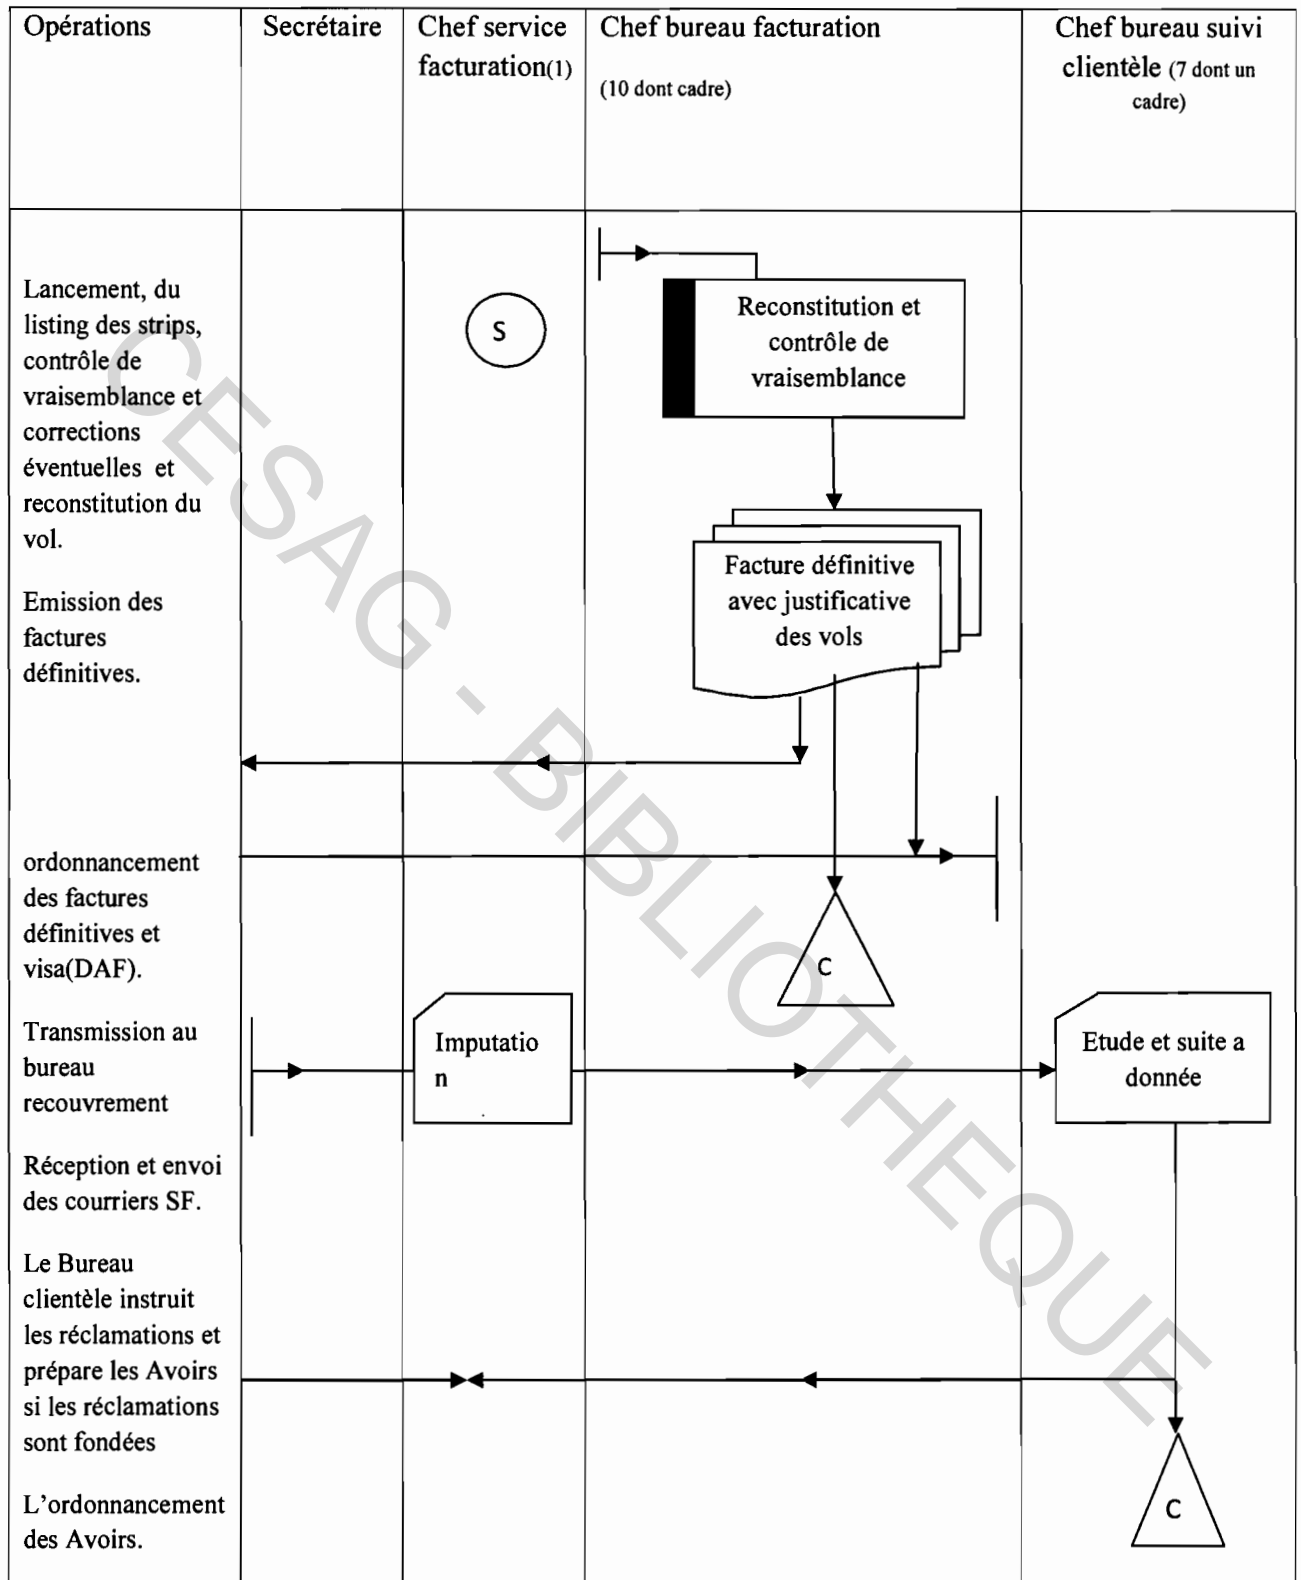 Opérations
Secrétaire
Chef service
facturation(1)
Chef bureau facturation
(10 dont cadre)
Chef bureau suivi
clientèle (7 dont un
cadre)
Lancement, du
listing des strips,
contrôle de
vraisemblance et
corrections
éventuelles et
reconstitution du
vol.
S
Reconstitution et
contrôle de
vraisemblance
Emission des
factures
définitives.
Facture définitive
avec justificative
des vols
ordonnancement
des factures
définitives et
visa(DAF).
C
Transmission au
bureau
recouvrement
Imputatio
n
Etude et suite a
donnée
Réception et envoi
des courriers SF.
Le Bureau
clientèle instruit
les réclamations et
prépare les Avoirs
si les réclamations
sont fondées
L'ordonnancement
des Avoirs.
C
CESAG - BIBLIOTHEQUE